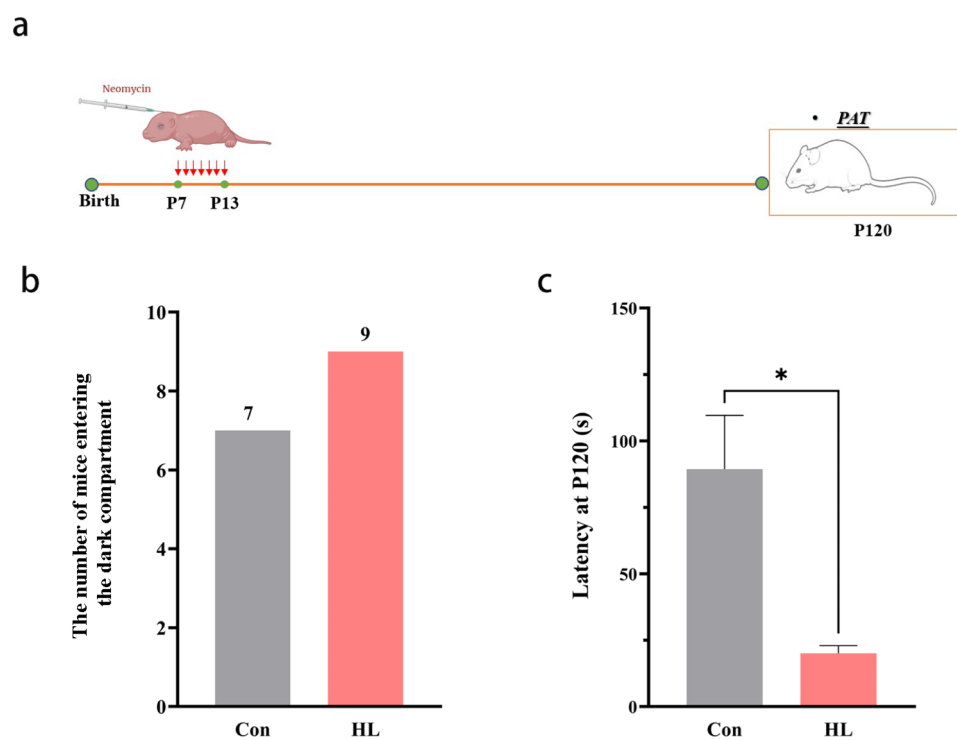 a
Neomycin
• PAT
Birth
P7
P13
P120
b
The number of mice entering
the dark compartment
10
8
6
4
2
0
7
9
Con
HL
c
Latency at P120 (s)
150
100
50
0
*
Con
HL